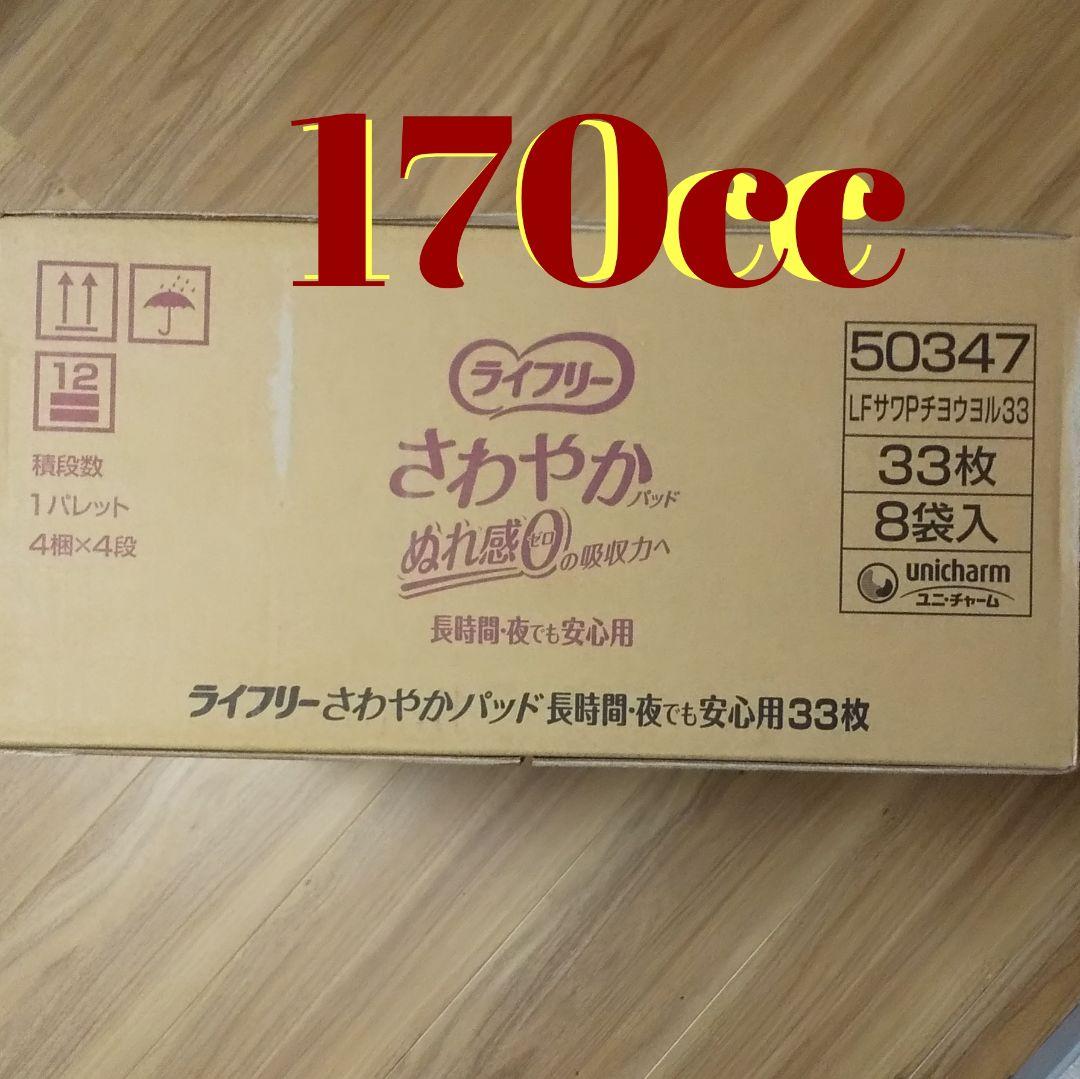 170cc
12
積段数
1パレット
4梱×4段
ライフリー
さわやか
パッド
ぬれ感0の吸収力へ
ゼロ
長時間・夜でも安心用
50347
LFサワPチヨウヨル33
33枚
8袋入
unicharm
ユニ・チャーム
ライフリーさわやかパッド長時間・夜でも安心用33枚